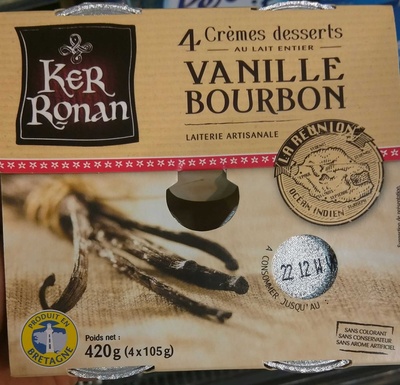 KER
Ronan
4 Crèmes desserts
AU LAIT ENTIER
VANILLE
BOURBON
LAITERIE ARTISANALE
LA RÉUNION
OCÉAN INDIEN
A CONSOMMER JUSQU'AU :
22 12 W
PRODUIT EN
BRETAGNE
Poids net :
420g (4x105g)
SANS COLORANT
SANS CONSERVATEUR
SANS ARÔME ARTIFICIEL